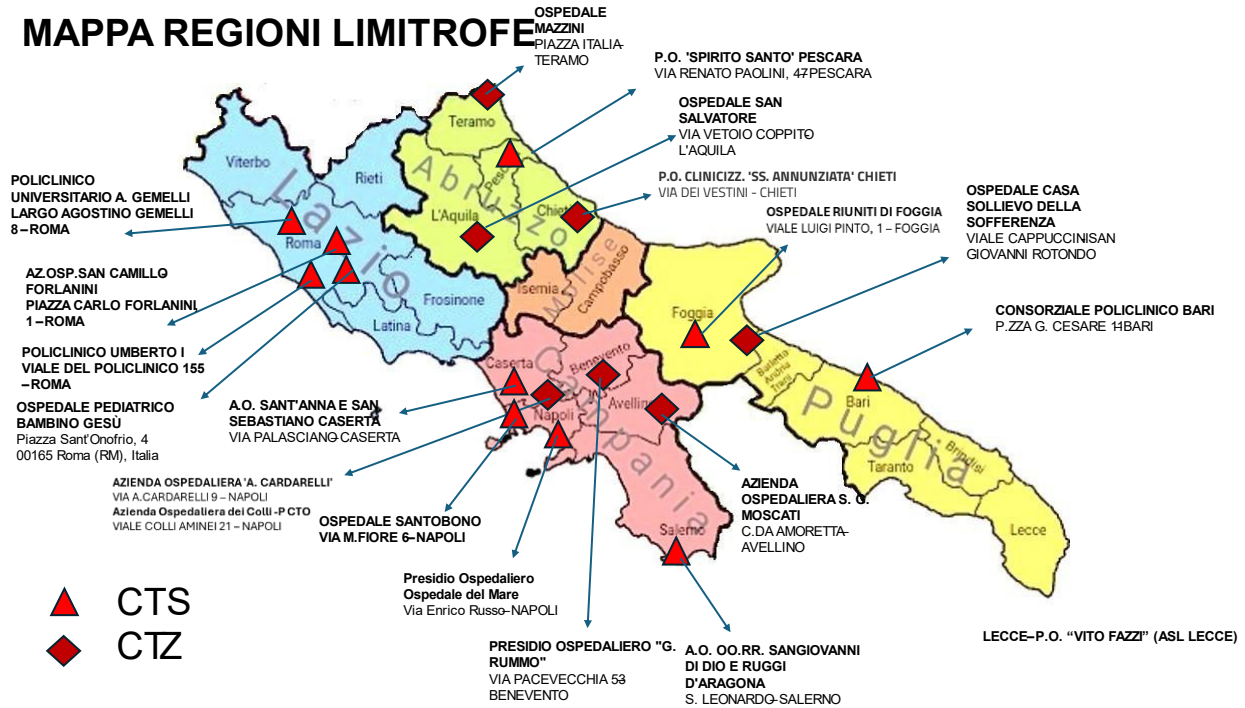 MAPPA REGIONI LIMITROFE
OSPEDALE
MAZZINI
PIAZZA ITALIA-
TERAMO
P.O. 'SPIRITO SANTO' PESCARA
VIA RENATO PAOLINI, 47-PESCARA
OSPEDALE SAN
SALVATORE
VIA VETOIO COPPITO-
L'AQUILA
P.O. CLINICIZZ. 'SS. ANNUNZIATA' CHIETI
VIA DEI VESTINI - CHIETI
OSPEDALE RIUNITI DI FOGGIA
VIALE LUIGI PINTO, 1 – FOGGIA
OSPEDALE CASA
SOLLIEVO DELLA
SOFFERENZA
VIALE CAPPUCCINI-SAN
GIOVANNI ROTONDO
CONSORZIALE POLICLINICO BARI
P.ZZA G. CESARE 11-BARI
POLICLINICO
UNIVERSITARIO A. GEMELLI
LARGO AGOSTINO GEMELLI
8 – ROMA
AZ.OSP.SAN CAMILLO
FORLANINI
PIAZZA CARLO FORLANINI,
1 – ROMA
POLICLINICO UMBERTO I
VIALE DEL POLICLINICO 155
– ROMA
OSPEDALE PEDIATRICO
BAMBINO GESÙ
Piazza Sant'Onofrio, 4
00165 Roma (RM), Italia
A.O. SANT'ANNA E SAN
SEBASTIANO CASERTA
VIA PALASCIANO-CASERTA
AZIENDA OSPEDALIERA 'A. CARDARELLI'
VIA A.CARDARELLI 9 – NAPOLI
Azienda Ospedaliera dei Colli - P CTO
VIALE COLLI AMINEI 21 – NAPOLI
OSPEDALE SANTOBONO
VIA M.FIORE 6–NAPOLI
Presidio Ospedaliero
Ospedale del Mare
Via Enrico Russo–NAPOLI
PRESIDIO OSPEDALIERO "G.
RUMMO"
VIA PACEVECCHIA 53-
BENEVENTO
A.O. OO.RR. SANGIOVANNI
DI DIO E RUGGI
D'ARAGONA
S. LEONARDO-SALERNO
AZIENDA
OSPEDALIERA S. G.
MOSCATI
C.DA AMORETTA-
AVELLINO
LECCE–P.O. “VITO FAZZI” (ASL LECCE)
Lazio
Viterbo
Rieti
Roma
Frosinone
Latina
Abruzzo
Teramo
Pesc
L'Aquila
Chieti
Molise
Isernia
Campobasso
Campania
Caserta
Benevento
Napoli
Avellino
Salerno
Puglia
Foggia
Barletta
Andria
Trani
Bari
Brindisi
Taranto
Lecce
CTS
CTZ